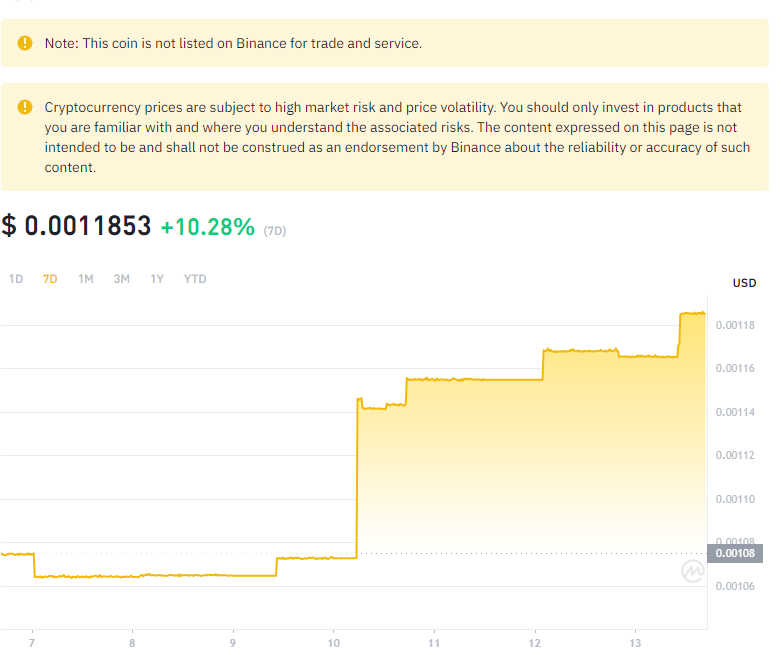 Note: This coin is not listed on Binance for trade and service.
Cryptocurrency prices are subject to high market risk and price volatility. You should only invest in products that
you are familiar with and where you understand the associated risks. The content expressed on this page is not
intended to be and shall not be construed as an endorsement by Binance about the reliability or accuracy of such
content.
$ 0.0011853 +10.28% (7D)
1D 7D 1M 3M 1Y YTD
USD
0.00118
0.00116
0.00114
0.00112
0.00110
0.00108
0.00108
0.00106
7 8 9 10 11 12 13